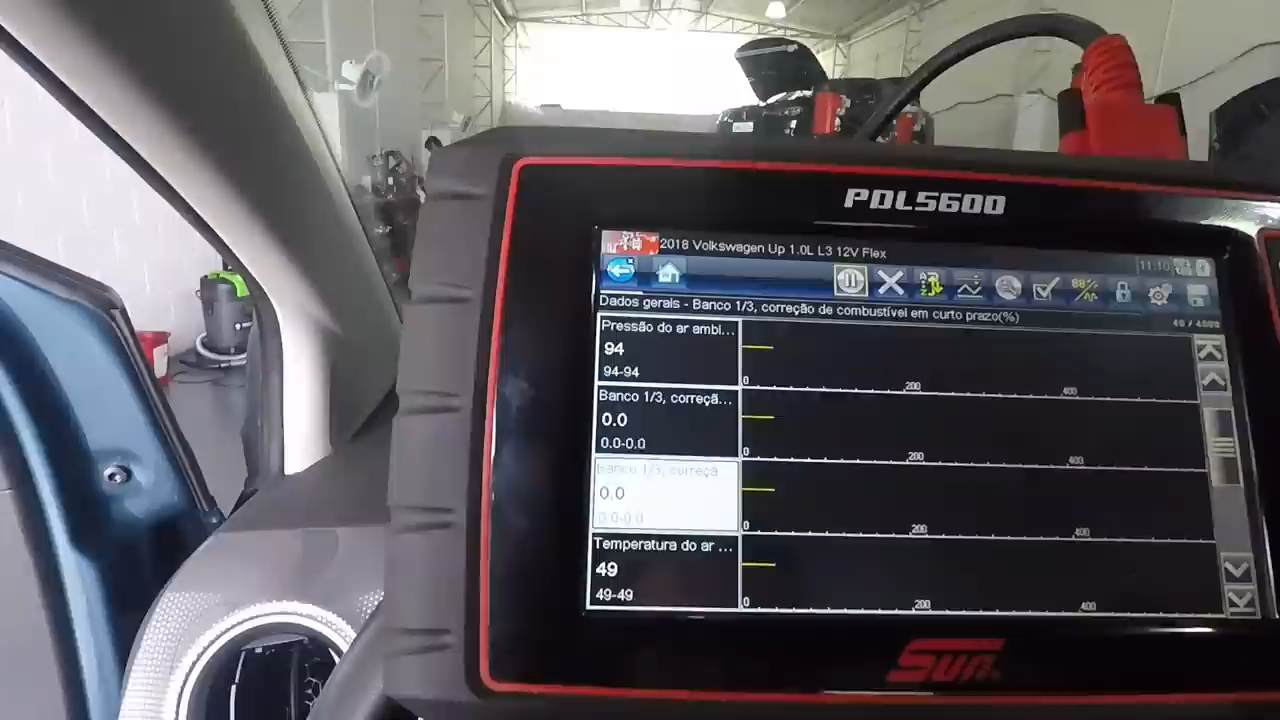 PDL5600
2018 Volkswagen Up 1.0L L3 12V Flex
11:10
Dados gerais - Banco 1/3, correção de combustível em curto prazo(%)
Pressão do ar ambi...
94
94-94
0 200 400
Banco 1/3, correçã...
0.0
0.0-0.0
0 200 400
Banco 1/3, correçã
0.0
0.0-0.0
0 200 400
Temperatura do ar ...
49
49-49
0 200 400
Sun